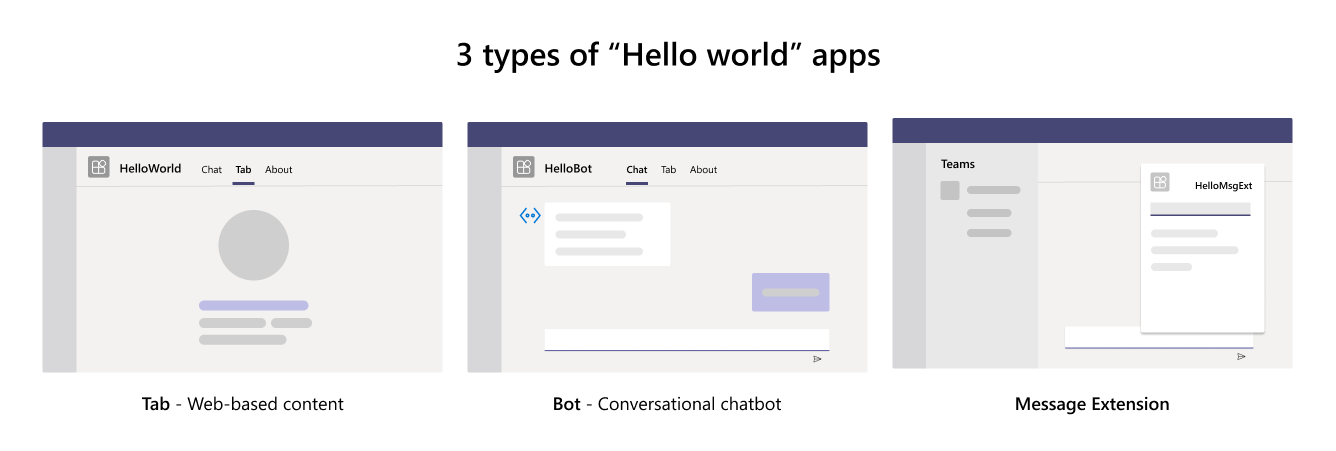 3 types of “Hello world” apps
HelloWorld Chat Tab About
HelloBot Chat Tab About
Teams
HelloMsgExt
Tab - Web-based content
Bot - Conversational chatbot
Message Extension